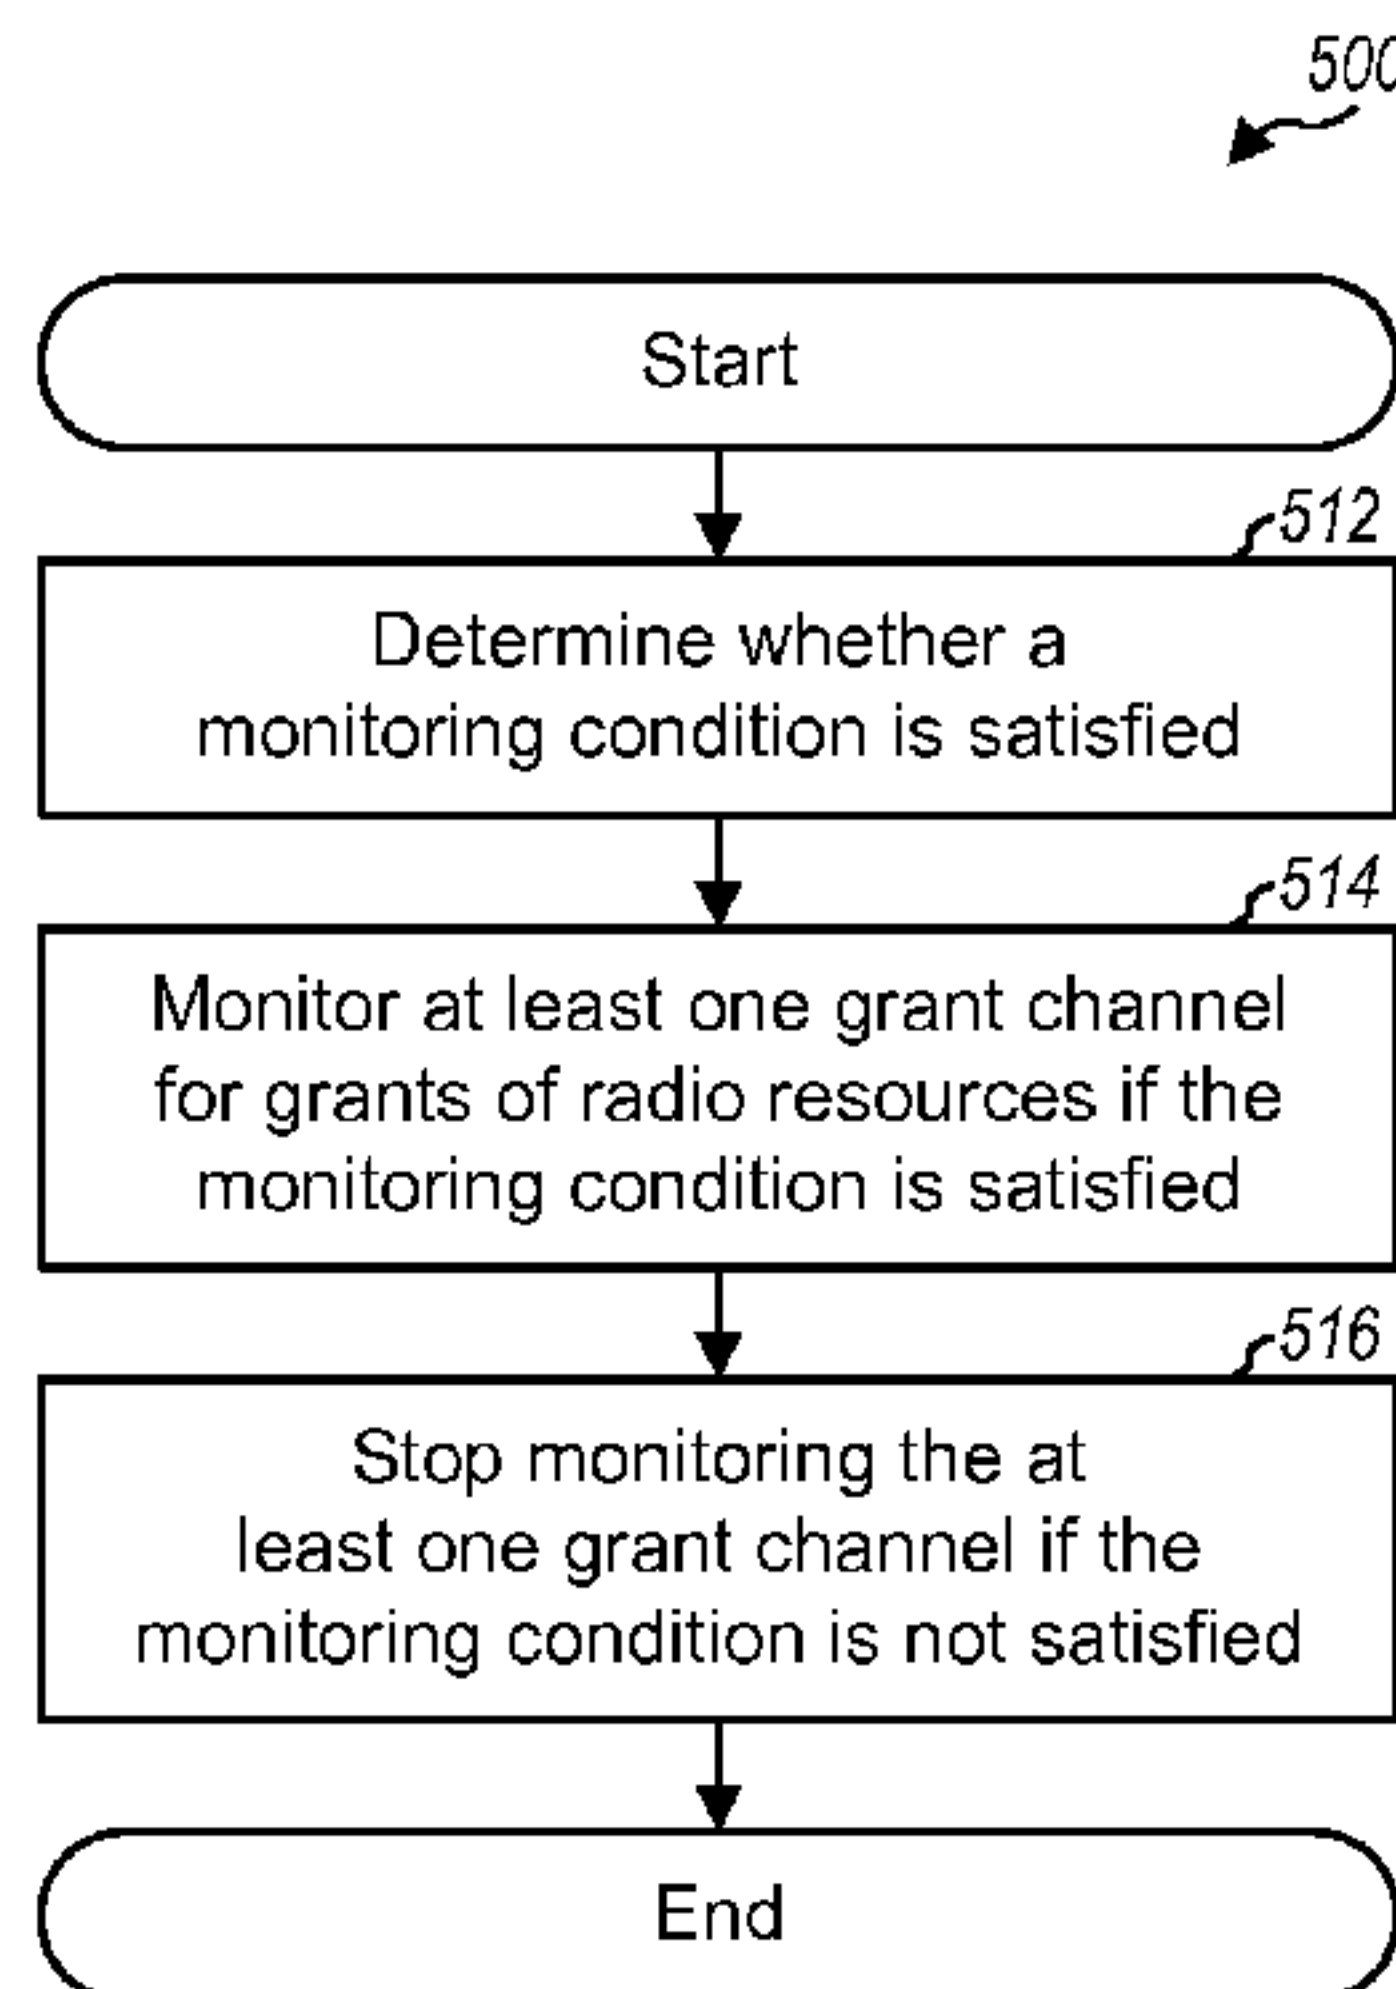 500
Start
512
Determine whether a
monitoring condition is satisfied
514
Monitor at least one grant channel
for grants of radio resources if the
monitoring condition is satisfied
516
Stop monitoring the at
least one grant channel if the
monitoring condition is not satisfied
End